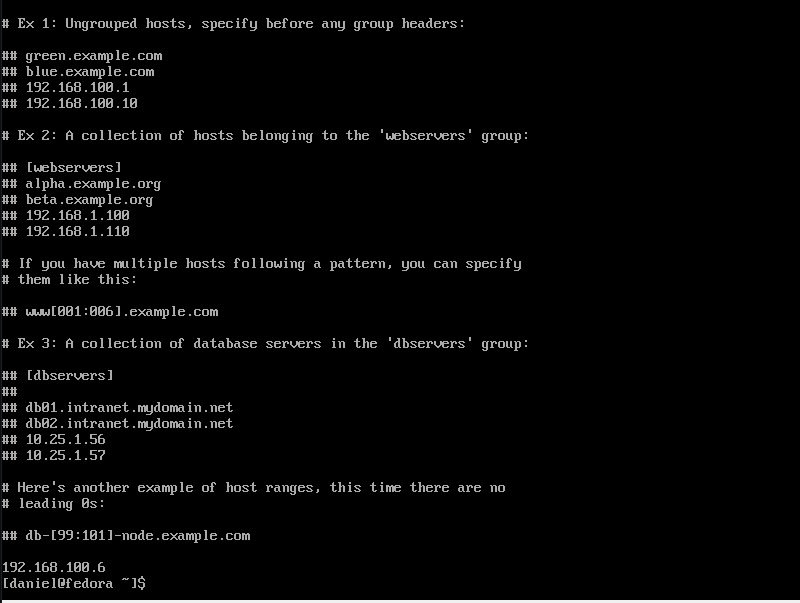 # Ex 1: Ungrouped hosts, specify before any group headers:
## green.example.com
## blue.example.com
## 192.168.100.1
## 192.168.100.10
# Ex 2: A collection of hosts belonging to the 'webservers' group:
## [webservers]
## alpha.example.org
## beta.example.org
## 192.168.1.100
## 192.168.1.110
# If you have multiple hosts following a pattern, you can specify
# them like this:
## www[001:006].example.com
# Ex 3: A collection of database servers in the 'dbservers' group:
## [dbservers]
##
## db01.intranet.mydomain.net
## db02.intranet.mydomain.net
## 10.25.1.56
## 10.25.1.57
# Here's another example of host ranges, this time there are no
# leading 0s:
## db-[99:101]-node.example.com
192.168.100.6
[daniel@fedora ~]$